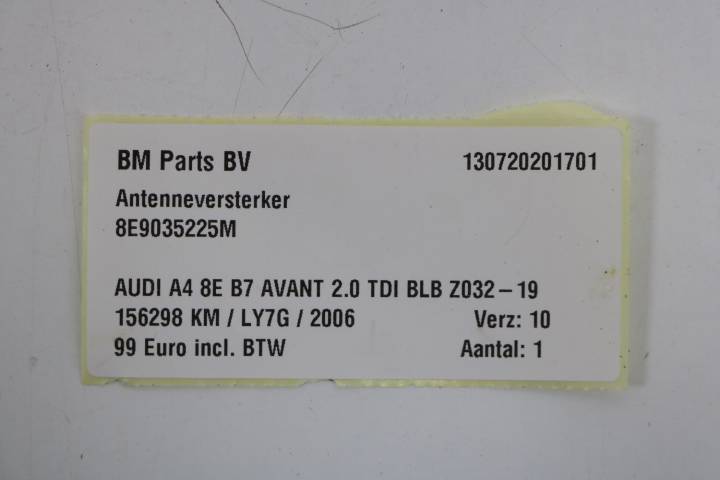 BM Parts BV 130720201701
Antenneversterker
8E9035225M
AUDI A4 8E B7 AVANT 2.0 TDI BLB Z032-19
156298 KM / LY7G / 2006 Verz: 10
99 Euro incl. BTW Aantal: 1